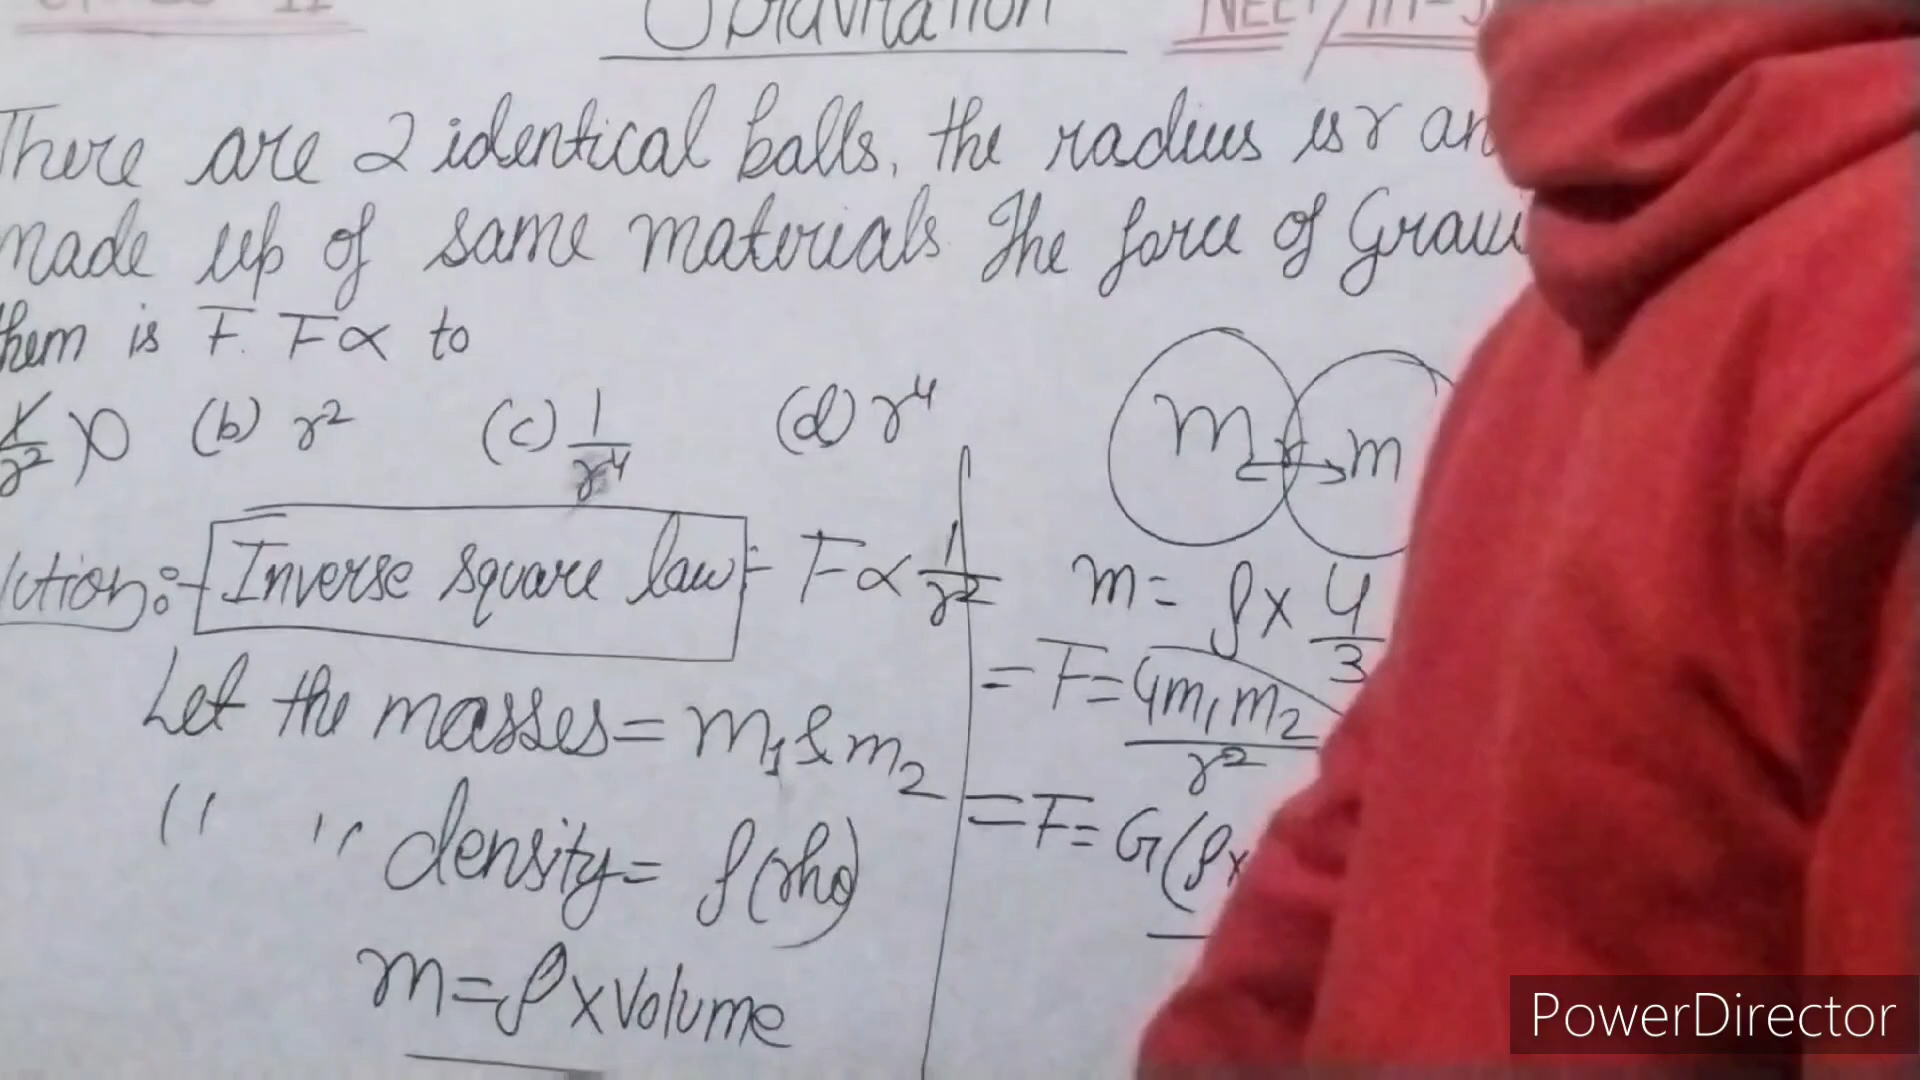 Gravitation
There are 2 identical balls, the radius is r an
made up of same materials The force of Gravi
them is F. F∝ to
(b) r² (c) 1/r⁴ (d) r⁴
m m
Inverse square law:- F∝ 1/r²
m= ρ× 4/3
Let the masses= m₁ & m₂
= F= Gm₁m₂/r²
" " density= ρ(rho)
= F= G(ρ×
m=ρ×Volume
PowerDirector